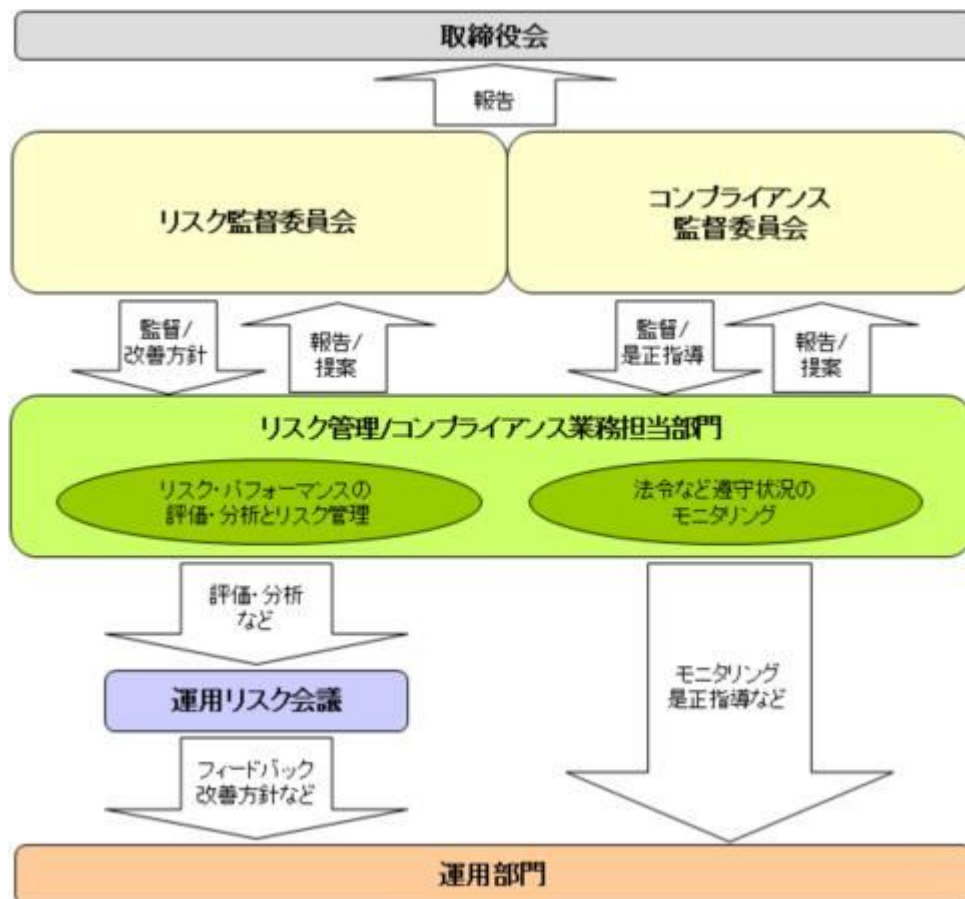 取締役会
報告
リスク監督委員会
コンプライアンス
監督委員会
監督/
改善方針
報告/
提案
監督/
是正指導
報告/
提案
リスク管理/コンプライアンス業務担当部門
リスク・パフォーマンスの
評価・分析とリスク管理
法令など遵守状況の
モニタリング
評価・分析
など
運用リスク会議
フィードバック
改善方針など
モニタリング
是正指導など
運用部門